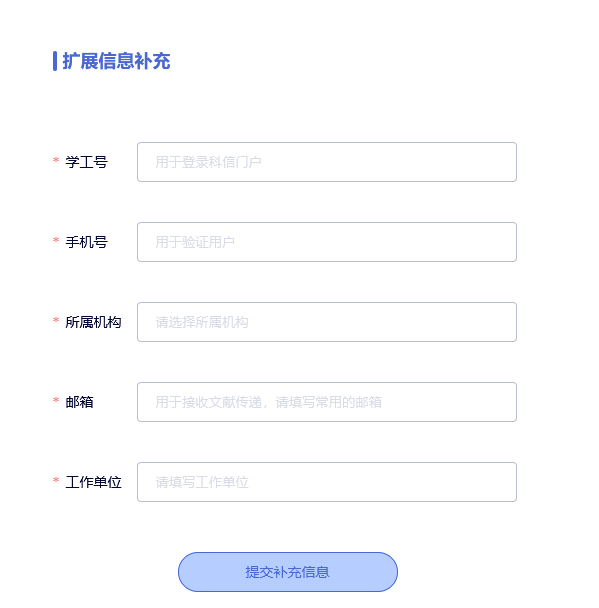 扩展信息补充
* 学工号 用于登录科信门户
* 手机号 用于验证用户
* 所属机构 请选择所属机构
* 邮箱 用于接收文献传递，请填写常用的邮箱
* 工作单位 请填写工作单位
提交补充信息